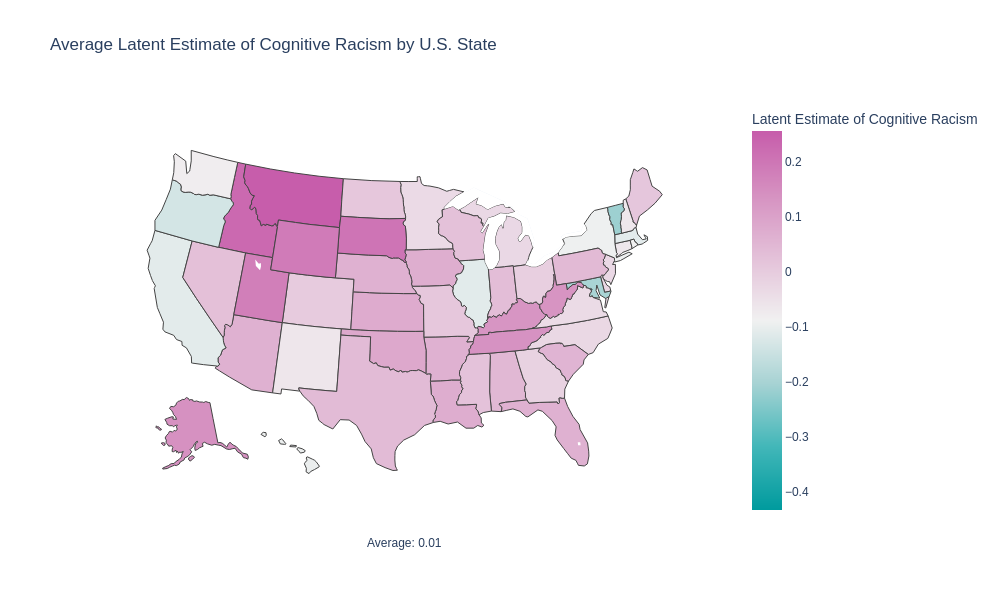 Average Latent Estimate of Cognitive Racism by U.S. State
Latent Estimate of Cognitive Racism
0.2
0.1
0
−0.1
−0.2
−0.3
−0.4
Average: 0.01